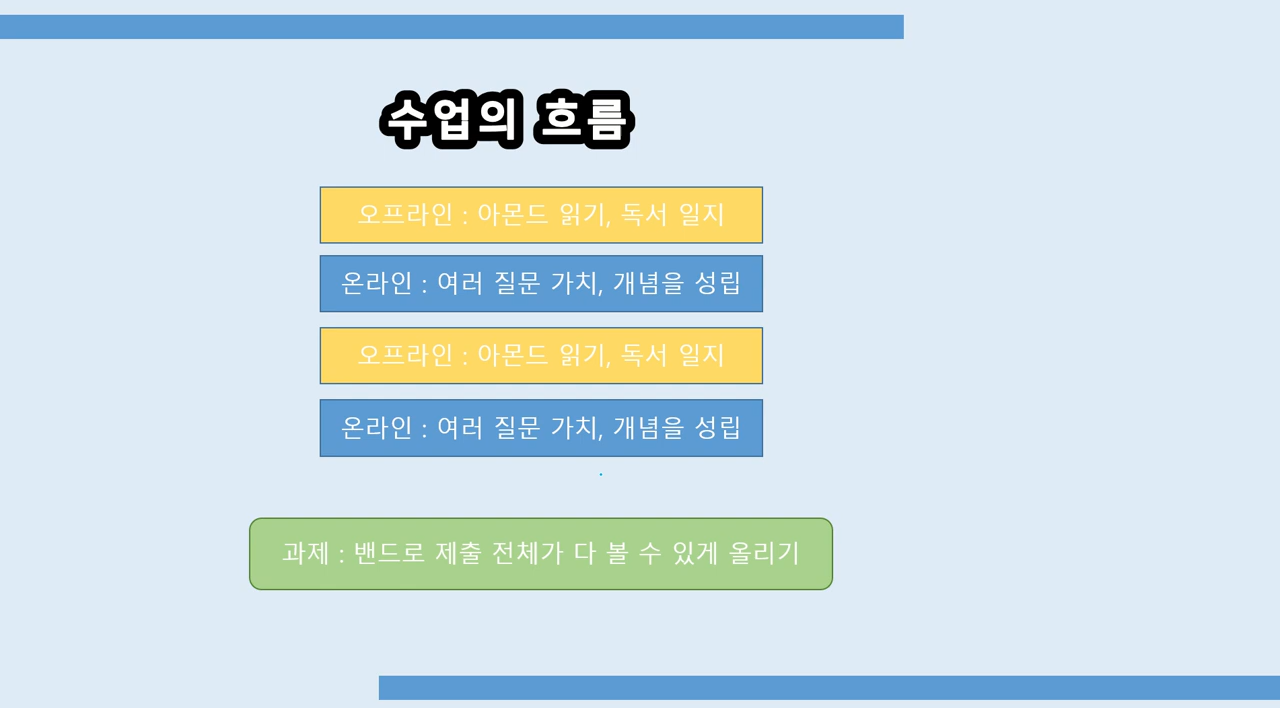 수업의 흐름
오프라인 : 아몬드 읽기, 독서 일지
온라인 : 여러 질문 가치, 개념을 성립
오프라인 : 아몬드 읽기, 독서 일지
온라인 : 여러 질문 가치, 개념을 성립
과제 : 밴드로 제출 전체가 다 볼 수 있게 올리기